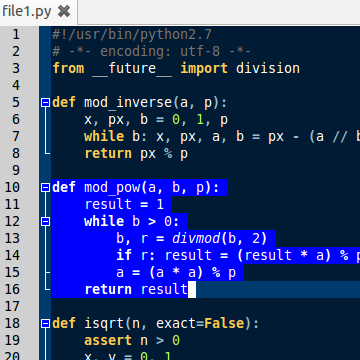 file1.py
1 #!/usr/bin/python2.7
2 # -*- encoding: utf-8 -*-
3 from __future__ import division
4
5 def mod_inverse(a, p):
6 x, px, b = 0, 1, p
7 while b: x, px, a, b = px - (a // b
8 return px % p
9
10 def mod_pow(a, b, p):
11 result = 1
12 while b > 0:
13 b, r = divmod(b, 2)
14 if r: result = (result * a) % p
15 a = (a * a) % p
16 return result
17
18 def isqrt(n, exact=False):
19 assert n > 0
20 x, y = 0, 1